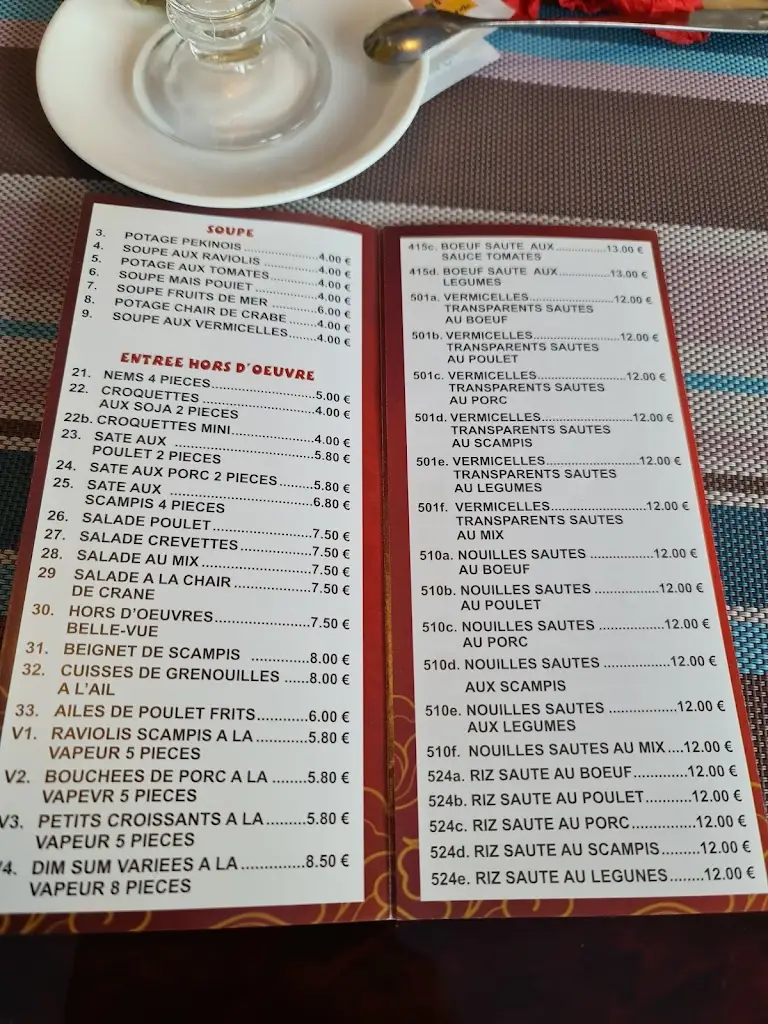 SOUPE
3. POTAGE PEKINOIS ..................4.00 €
4. SOUPE AUX RAVIOLIS ..............4.00 €
5. POTAGE AUX TOMATES............4.00 €
6. SOUPE MAIS POUIET ................4.00 €
7. SOUPE FRUITS DE MER ...........6.00 €
8. POTAGE CHAIR DE CRABE......4.00 €
9. SOUPE AUX VERMICELLES......4.00 €
ENTREE HORS D'OEUVRE
21. NEMS 4 PIECES........................5.00 €
22. CROQUETTES .......................4.00 €
AUX SOJA 2 PIECES
22b. CROQUETTES MINI.................4.00 €
23. SATE AUX ............................5.80 €
POULET 2 PIECES
24. SATE AUX PORC 2 PIECES.......5.80 €
25. SATE AUX .............................6.80 €
SCAMPIS 4 PIECES
26. SALADE POULET....................7.50 €
27. SALADE CREVETTES..............7.50 €
28. SALADE AU MIX......................7.50 €
29 SALADE A LA CHAIR ..............7.50 €
DE CRANE
30. HORS D'OEUVRES....................7.50 €
BELLE-VUE
31. BEIGNET DE SCAMPIS ............8.00 €
32. CUISSES DE GRENOUILLES .....8.00 €
A L'AIL
33. AILES DE POULET FRITS...........6.00 €
V1. RAVIOLIS SCAMPIS A LA ..........5.80 €
VAPEUR 5 PIECES
V2. BOUCHEES DE PORC A LA .......5.80 €
VAPEVR 5 PIECES
V3. PETITS CROISSANTS A LA........5.80 €
VAPEUR 5 PIECES
V4. DIM SUM VARIEES A LA .............8.50 €
VAPEUR 8 PIECES
415c. BOEUF SAUTE AUX ...............13.00 €
SAUCE TOMATES
415d. BOEUF SAUTE AUX ...............13.00 €
LEGUMES
501a. VERMICELLES......................12.00 €
TRANSPARENTS SAUTES
AU BOEUF
501b. VERMICELLES......................12.00 €
TRANSPARENTS SAUTES
AU POULET
501c. VERMICELLES......................12.00 €
TRANSPARENTS SAUTES
AU PORC
501d. VERMICELLES......................12.00 €
TRANSPARENTS SAUTES
AU SCAMPIS
501e. VERMICELLES......................12.00 €
TRANSPARENTS SAUTES
AU LEGUMES
501f. VERMICELLES......................12.00 €
TRANSPARENTS SAUTES
AU MIX
510a. NOUILLES SAUTES ..............12.00 €
AU BOEUF
510b. NOUILLES SAUTES ..............12.00 €
AU POULET
510c. NOUILLES SAUTES ..............12.00 €
AU PORC
510d. NOUILLES SAUTES ...............12.00 €
AUX SCAMPIS
510e. NOUILLES SAUTES ...............12.00 €
AUX LEGUMES
510f. NOUILLES SAUTES AU MIX....12.00 €
524a. RIZ SAUTE AU BOEUF............12.00 €
524b. RIZ SAUTE AU POULET..........12.00 €
524c. RIZ SAUTE AU PORC.............12.00 €
524d. RIZ SAUTE AU SCAMPIS........12.00 €
524e. RIZ SAUTE AU LEGUNES.......12.00 €